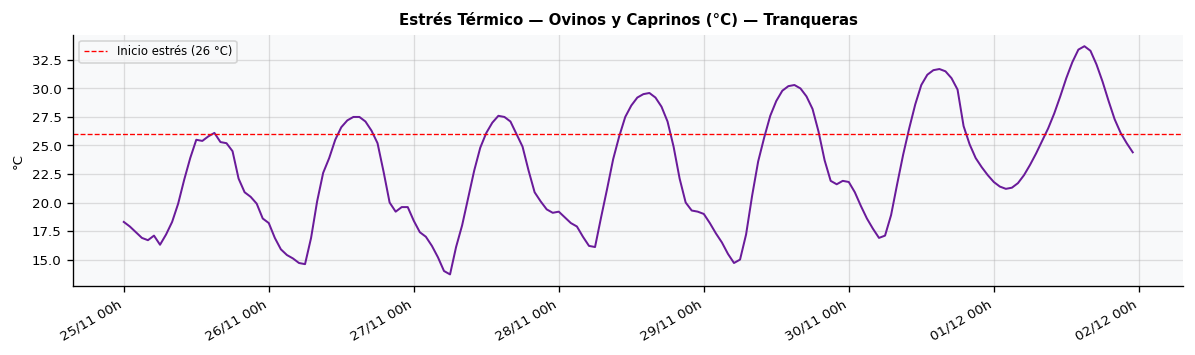 Estrés Térmico — Ovinos y Caprinos (°C) — Tranqueras
Inicio estrés (26 °C)
°C
32.5
30.0
27.5
25.0
22.5
20.0
17.5
15.0
25/11 00h
26/11 00h
27/11 00h
28/11 00h
29/11 00h
30/11 00h
01/12 00h
02/12 00h